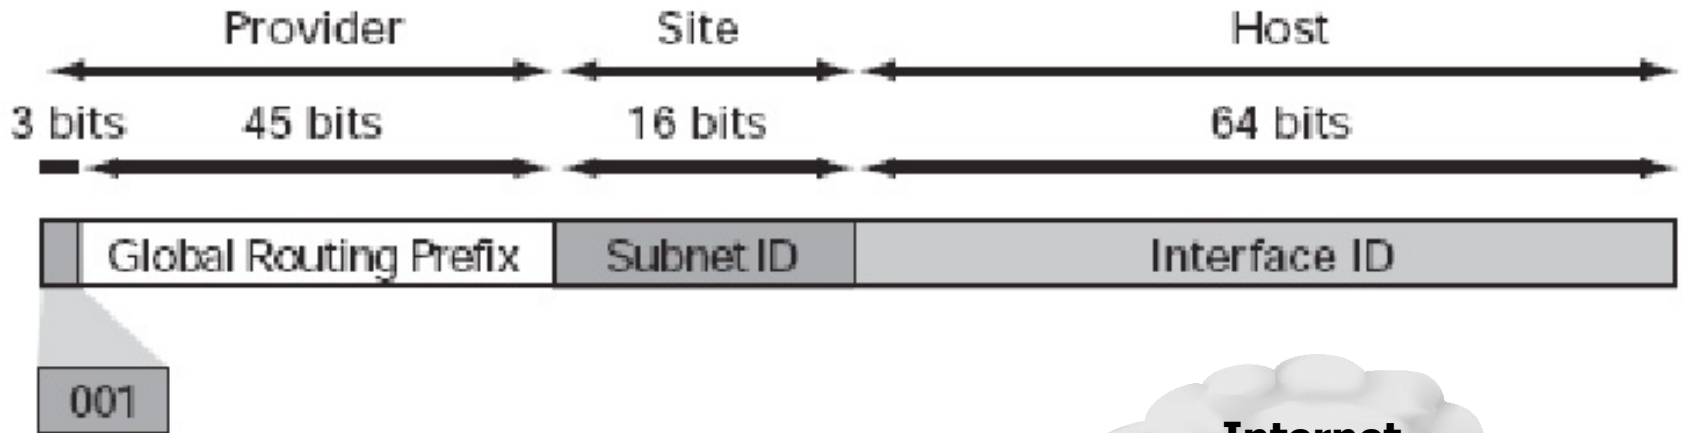 Provider Site Host
3 bits 45 bits 16 bits 64 bits
Global Routing Prefix Subnet ID Interface ID
001
Internet